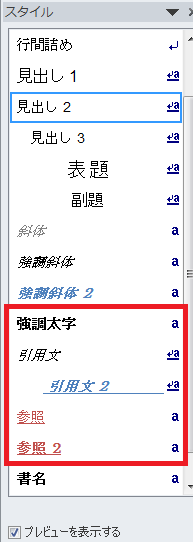 スタイル
行間詰め
見出し 1 a
見出し 2 a
見出し 3 a
表題 a
副題 a
斜体 a
強調斜体 a
強調斜体 2 a
強調太字 a
引用文 a
引用文 2 a
参照 a
参照 2 a
書名 a
プレビューを表示する